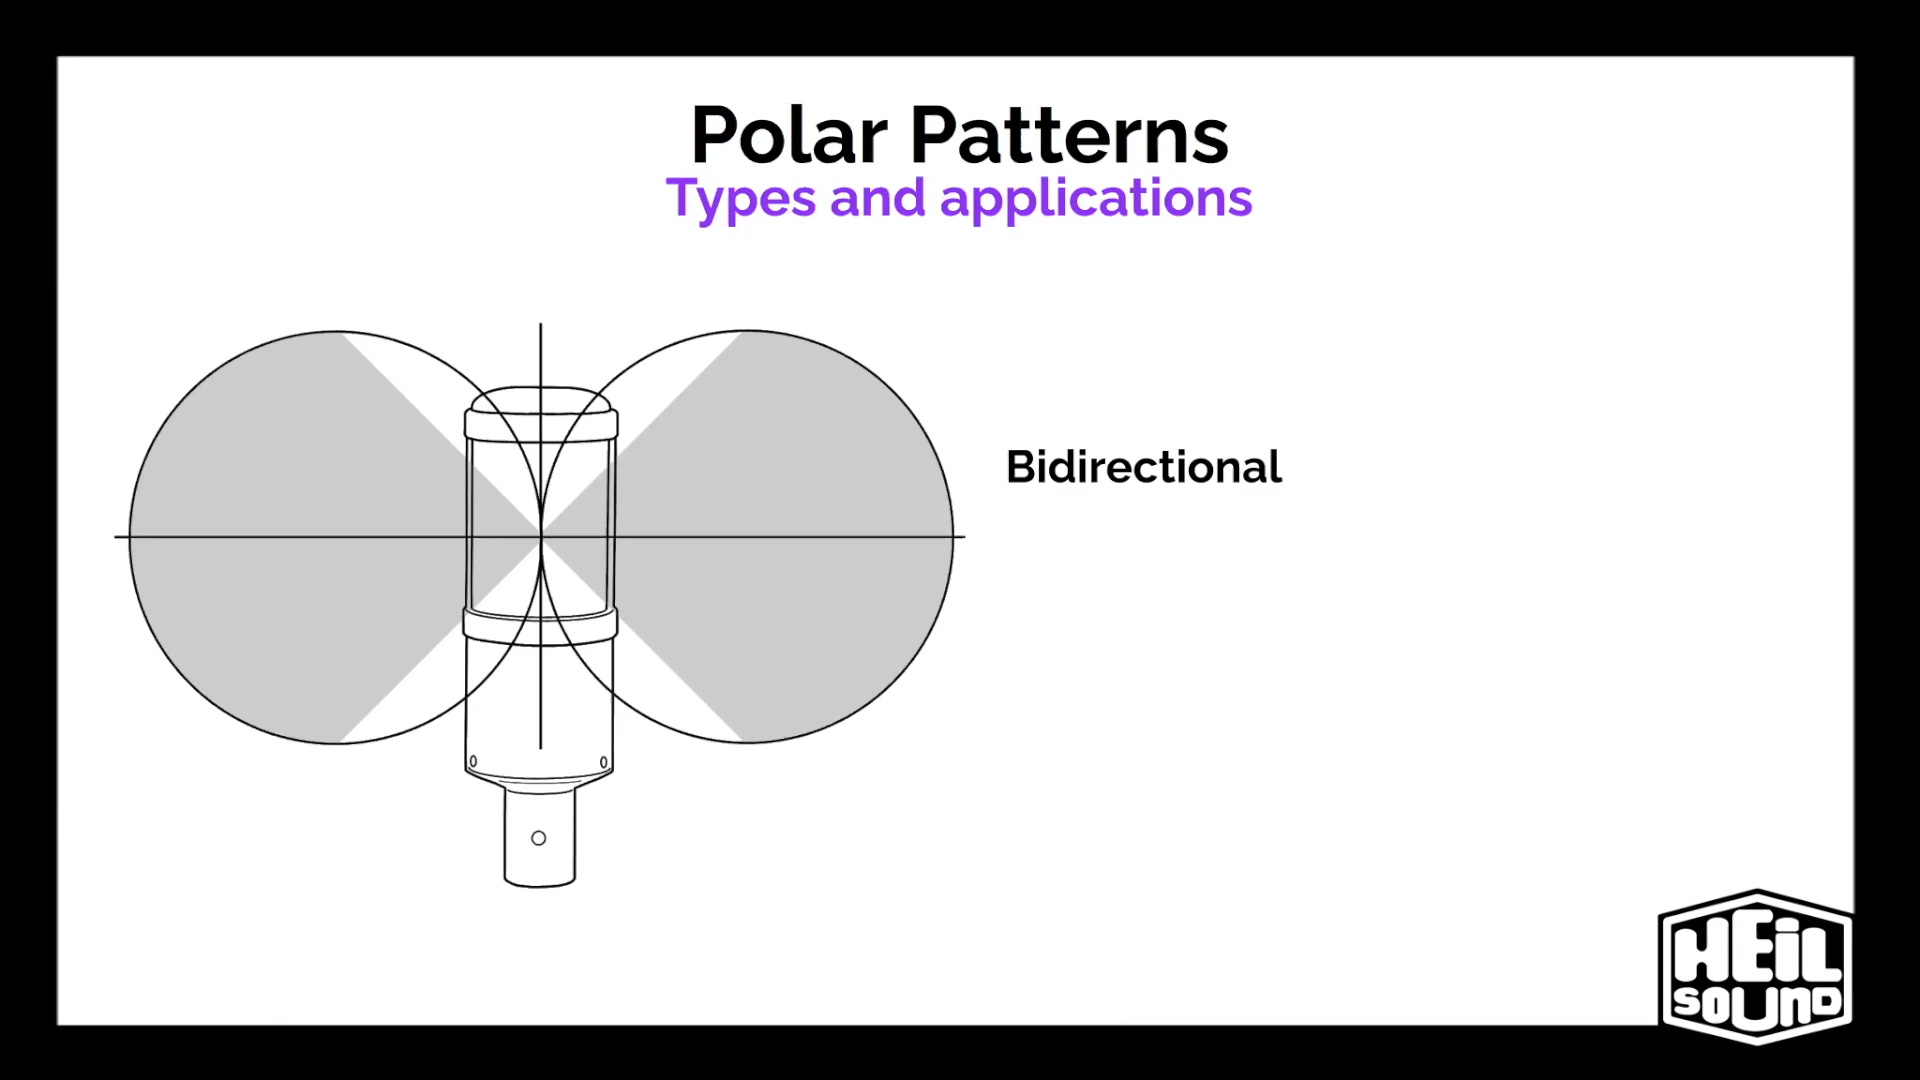 Polar Patterns
Types and applications
Bidirectional
HEiL
SOUND